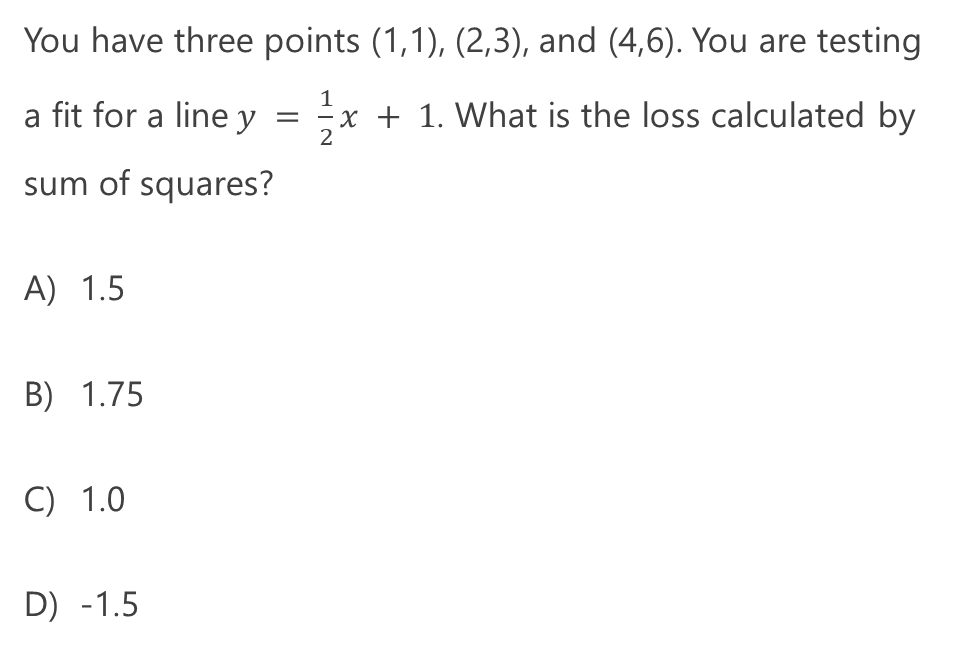 You have three points (1,1), (2,3), and (4,6). You are testing
a fit for a line y = 1/2 x + 1. What is the loss calculated by
sum of squares?
A) 1.5
B) 1.75
C) 1.0
D) -1.5